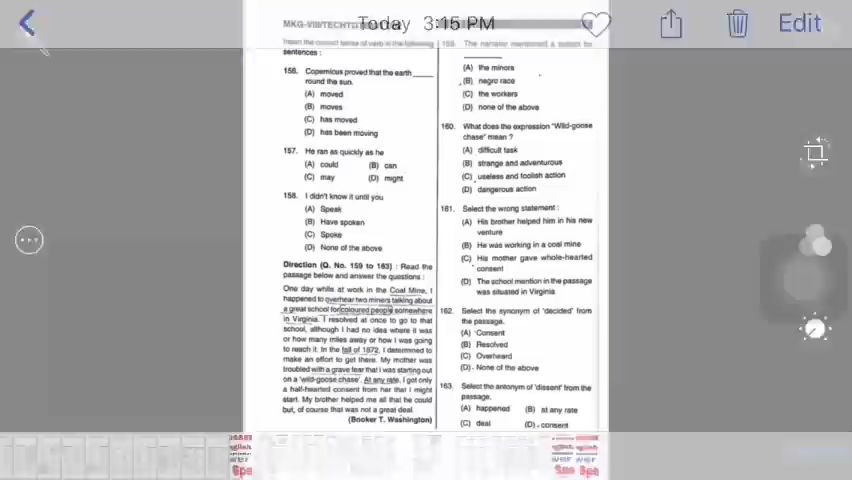 Today 3:15 PM
Edit
MKG-VIII/TECHT
Insert the correct tense of verb in the following
sentences :
156. Copernicus proved that the earth ____
round the sun.
(A) moved
(B) moves
(C) has moved
(D) has been moving
157. He ran as quickly as he
(A) could (B) can
(C) may (D) might
158. I didn't know it until you
(A) Speak
(B) Have spoken
(C) Spoke
(D) None of the above
Direction (Q. No. 159 to 163) : Read the
passage below and answer the questions :
One day while at work in the Coal Mine, I
happened to overhear two miners talking about
a great school for coloured people somewhere
in Virginia. I resolved at once to go to that
school, although I had no idea where it was
or how many miles away or how I was going
to reach it. In the fall of 1872, I determined to
make an effort to get there. My mother was
troubled with a grave fear that I was starting out
on a 'wild-goose chase'. At any rate, I got only
a half-hearted consent from her that I might
start. My brother helped me all that he could
but, of course that was not a great deal.
(Booker T. Washington)
159. The narrator mentioned a school for
____
(A) the minors
(B) negro race
(C) the workers
(D) none of the above
160. What does the expression "Wild-goose
chase" mean ?
(A) difficult task
(B) strange and adventurous
(C) useless and foolish action
(D) dangerous action
161. Select the wrong statement :
(A) His brother helped him in his new
venture
(B) He was working in a coal mine
(C) His mother gave whole-hearted
consent
(D) The school mention in the passage
was situated in Virginia
162. Select the synonym of 'decided' from
the passage.
(A) Consent
(B) Resolved
(C) Overheard
(D) None of the above
163. Select the antonym of 'dissent' from the
passage.
(A) happened (B) at any rate
(C) deal (D) consent